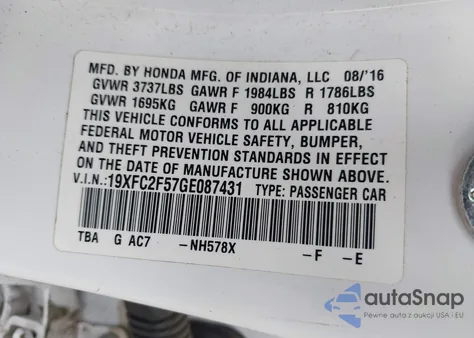 MFD. BY HONDA MFG. OF INDIANA, LLC 08/'16
GVWR 3737LBS GAWR F 1984LBS R 1786LBS
GVWR 1695KG GAWR F 900KG R 810KG
THIS VEHICLE CONFORMS TO ALL APPLICABLE
FEDERAL MOTOR VEHICLE SAFETY, BUMPER,
AND THEFT PREVENTION STANDARDS IN EFFECT
ON THE DATE OF MANUFACTURE SHOWN ABOVE.
V.I.N.:19XFC2F57GE087431 TYPE: PASSENGER CAR
TBA G AC7 -NH578X -F -E
autoSnap
Pewne auto z aukcji USA i EU